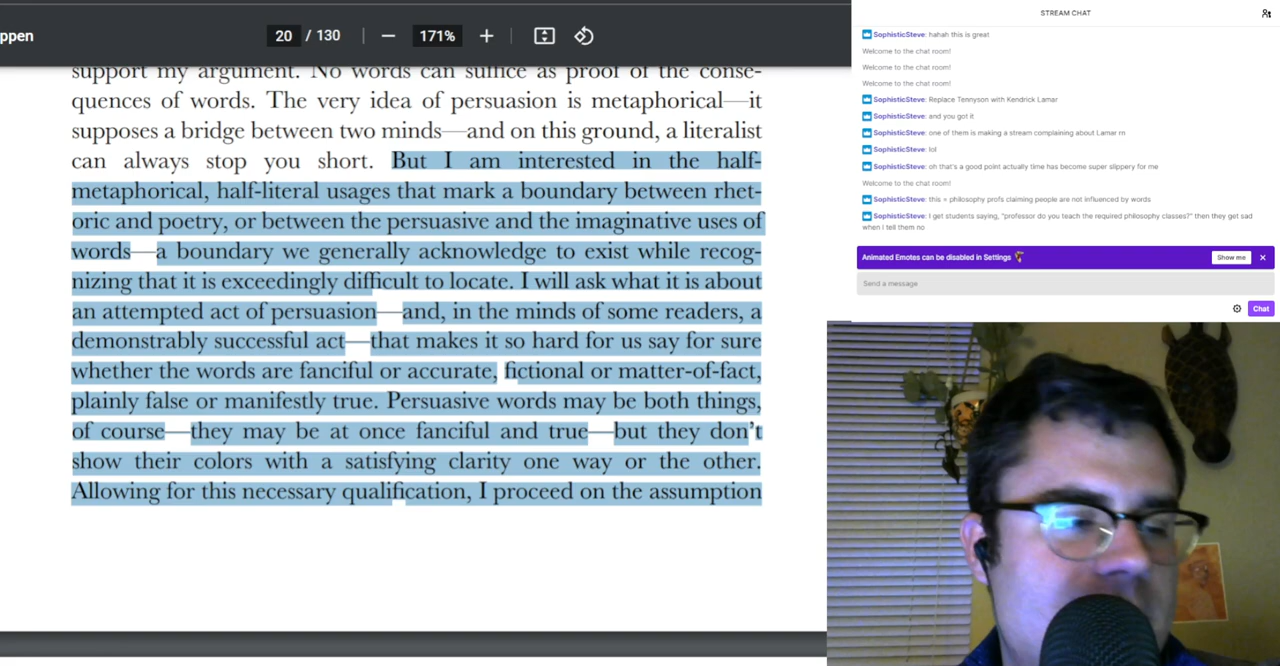 ppen
20 / 130
171%
support my argument. No words can suffice as proof of the conse-
quences of words. The very idea of persuasion is metaphorical—it
supposes a bridge between two minds—and on this ground, a literalist
can always stop you short. But I am interested in the half-
metaphorical, half-literal usages that mark a boundary between rhet-
oric and poetry, or between the persuasive and the imaginative uses of
words—a boundary we generally acknowledge to exist while recog-
nizing that it is exceedingly difficult to locate. I will ask what it is about
an attempted act of persuasion—and, in the minds of some readers, a
demonstrably successful act—that makes it so hard for us say for sure
whether the words are fanciful or accurate, fictional or matter-of-fact,
plainly false or manifestly true. Persuasive words may be both things,
of course—they may be at once fanciful and true—but they don't
show their colors with a satisfying clarity one way or the other.
Allowing for this necessary qualification, I proceed on the assumption
STREAM CHAT
SophisticSteve: hahah this is great
Welcome to the chat room!
Welcome to the chat room!
Welcome to the chat room!
SophisticSteve: Replace Tennyson with Kendrick Lamar
SophisticSteve: and you got it
SophisticSteve: one of them is making a stream complaining about Lamar rn
SophisticSteve: lol
SophisticSteve: oh that's a good point actually time has become super slippery for me
Welcome to the chat room!
SophisticSteve: this = philosophy profs claiming people are not influenced by words
SophisticSteve: I get students saying, "professor do you teach the required philosophy classes?" then they get sad
when I tell them no
Animated Emotes can be disabled in Settings
Show me
Send a message
Chat